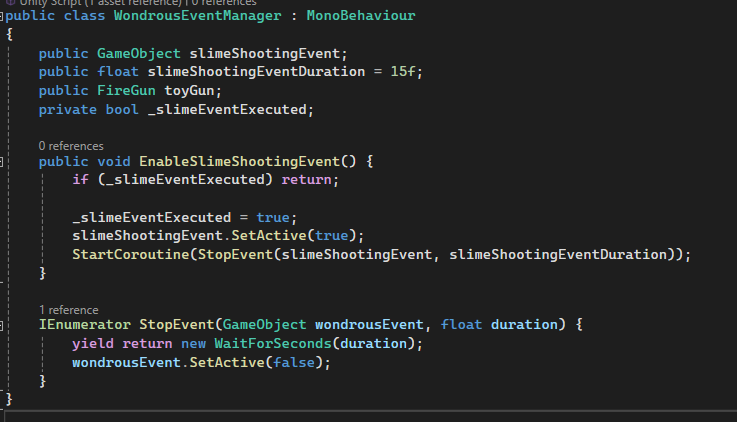 Unity Script (1 asset reference) | 0 references
public class WondrousEventManager : MonoBehaviour
{
public GameObject slimeShootingEvent;
public float slimeShootingEventDuration = 15f;
public FireGun toyGun;
private bool _slimeEventExecuted;
0 references
public void EnableSlimeShootingEvent() {
if (_slimeEventExecuted) return;
_slimeEventExecuted = true;
slimeShootingEvent.SetActive(true);
StartCoroutine(StopEvent(slimeShootingEvent, slimeShootingEventDuration));
}
1 reference
IEnumerator StopEvent(GameObject wondrousEvent, float duration) {
yield return new WaitForSeconds(duration);
wondrousEvent.SetActive(false);
}
}